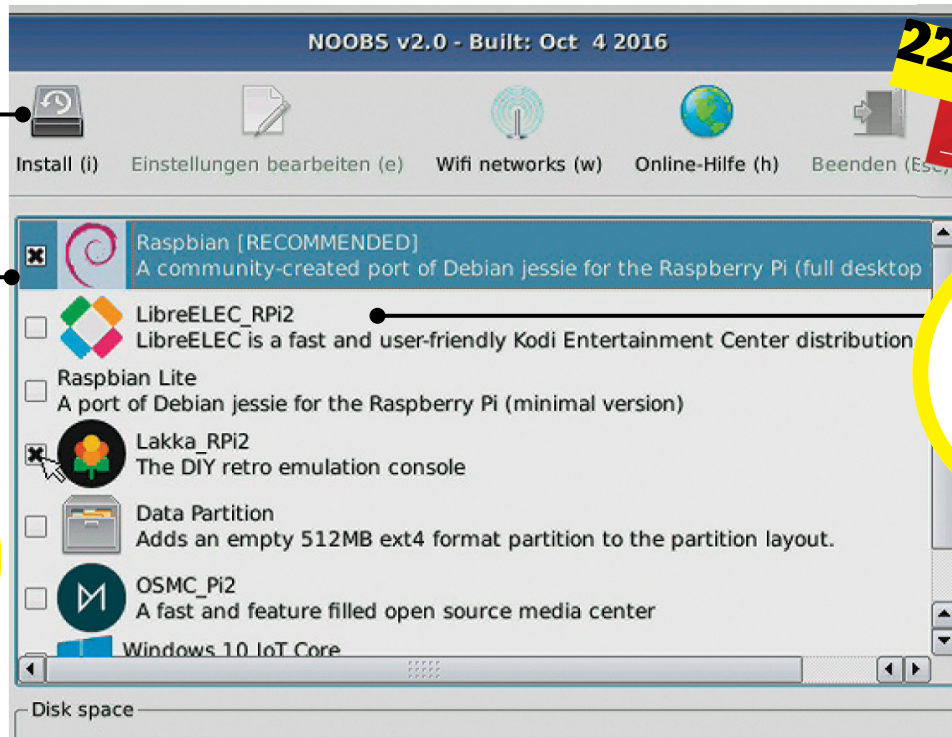 NOOBS v2.0 - Built: Oct 4 2016
22
Install (i) Einstellungen bearbeiten (e) Wifi networks (w) Online-Hilfe (h) Beenden (Esc)
Raspbian [RECOMMENDED]
A community-created port of Debian jessie for the Raspberry Pi (full desktop
LibreELEC_RPi2
LibreELEC is a fast and user-friendly Kodi Entertainment Center distribution
Raspbian Lite
A port of Debian jessie for the Raspberry Pi (minimal version)
Lakka_RPi2
The DIY retro emulation console
Data Partition
Adds an empty 512MB ext4 format partition to the partition layout.
OSMC_Pi2
A fast and feature filled open source media center
Windows 10 IoT Core
Disk space